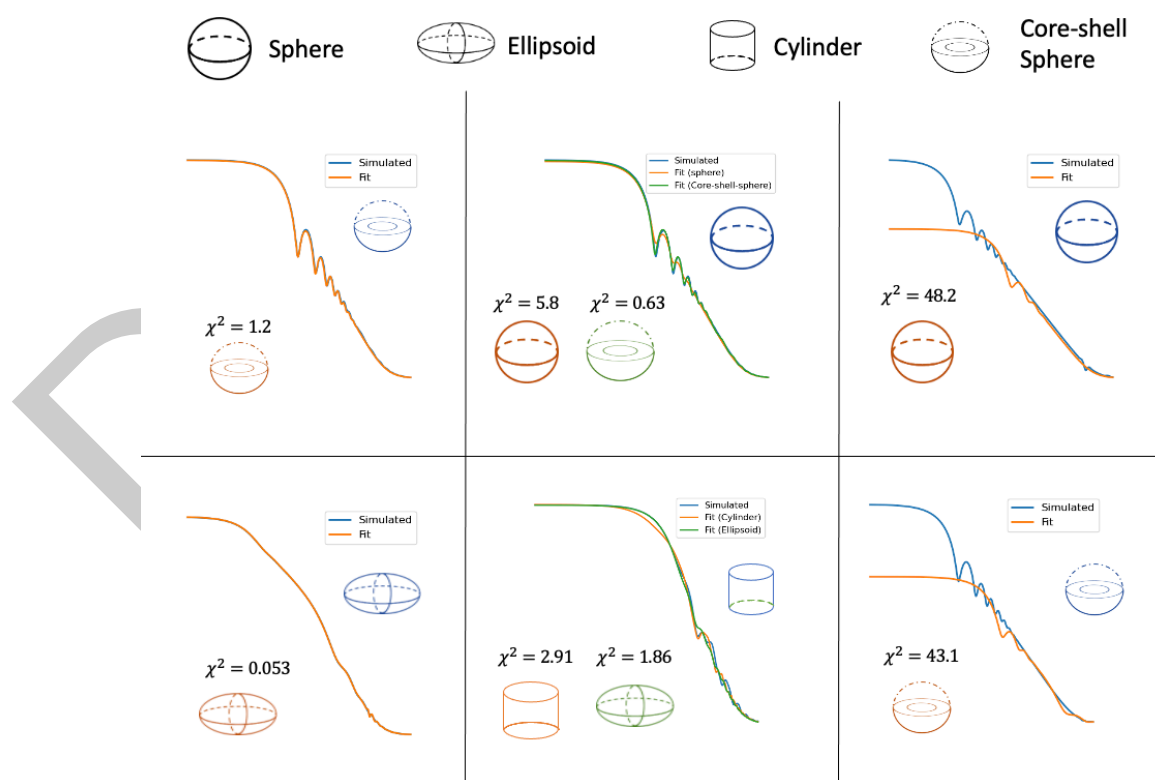 Sphere
Ellipsoid
Cylinder
Core-shell
Sphere
Simulated
Fit
χ² = 1.2
Simulated
Fit (sphere)
Fit (Core-shell-sphere)
χ² = 5.8
χ² = 0.63
Simulated
Fit
χ² = 48.2
Simulated
Fit
χ² = 0.053
Simulated
Fit (Cylinder)
Fit (Ellipsoid)
χ² = 2.91
χ² = 1.86
Simulated
Fit
χ² = 43.1